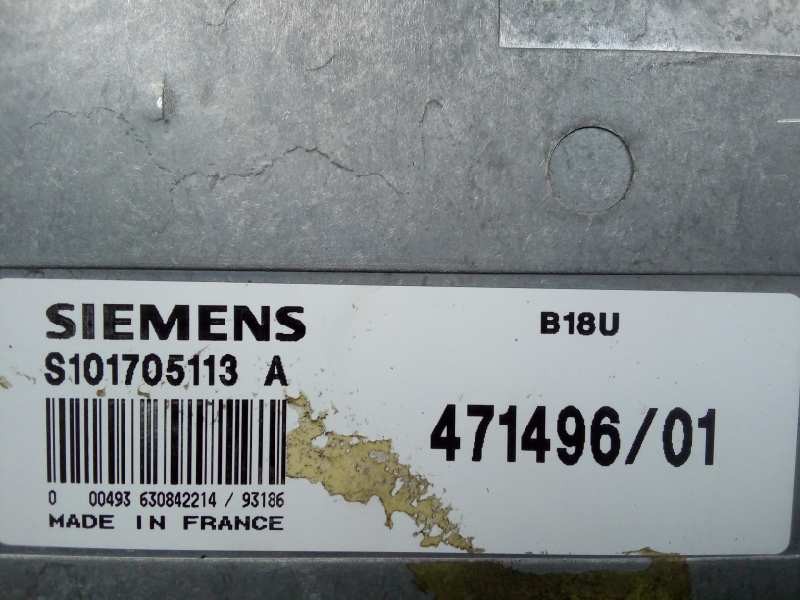 SIEMENS
B18U
S101705113 A
471496/01
0 00493 630842214 / 93186
MADE IN FRANCE